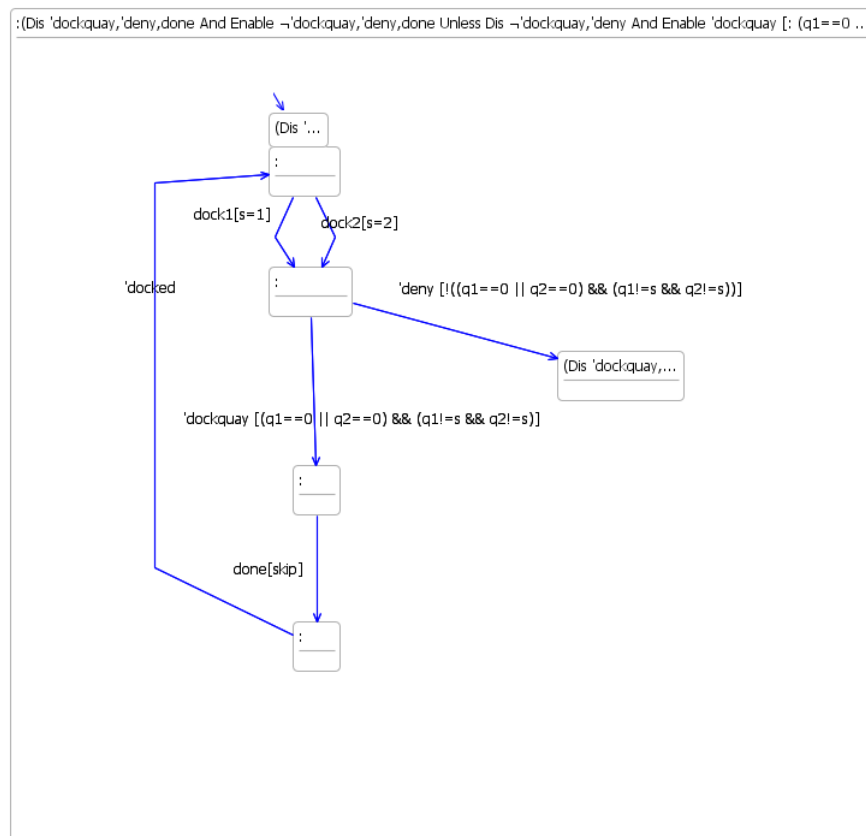 :(Dis 'dockquay,'deny,done And Enable ¬'dockquay,'deny,done Unless Dis ¬'dockquay,'deny And Enable 'dockquay [: (q1==0 ...
(Dis '...
:
dock1[s=1]
dock2[s=2]
:
'docked
'deny [!((q1==0 || q2==0) && (q1!=s && q2!=s))]
(Dis 'dockquay,...
'dockquay [(q1==0 || q2==0) && (q1!=s && q2!=s)]
:
done[skip]
: